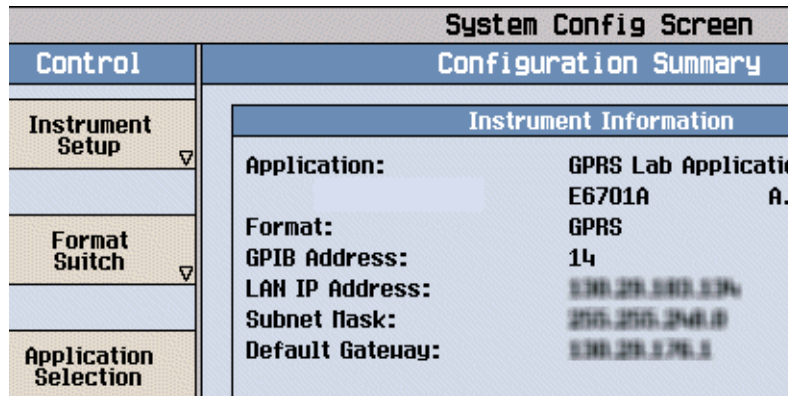 System Config Screen
Control
Configuration Summary
Instrument
Setup
Format
Switch
Application
Selection
Instrument Information
Application: GPRS Lab
E6701A A.
Format: GPRS
GPIB Address: 14
LAN IP Address:
Subnet Mask:
Default Gateway: